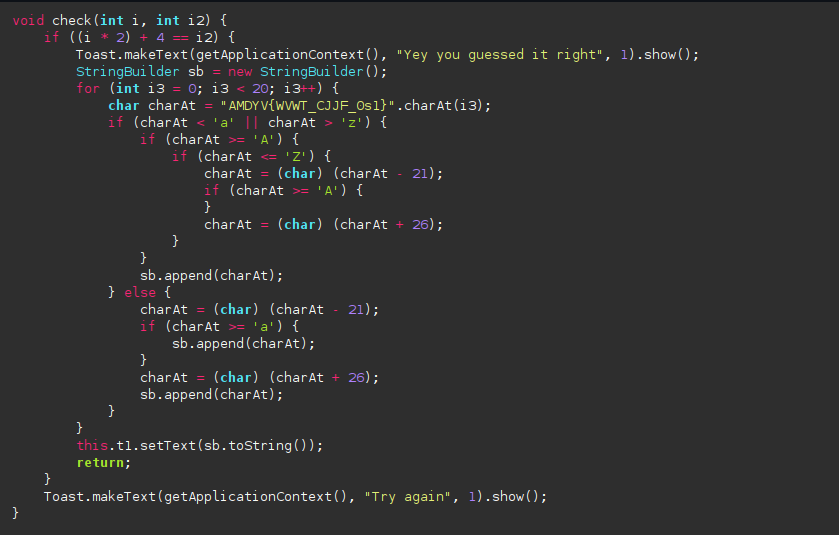 void check(int i, int i2) {
    if ((i * 2) + 4 == i2) {
        Toast.makeText(getApplicationContext(), "Yey you guessed it right", 1).show();
        StringBuilder sb = new StringBuilder();
        for (int i3 = 0; i3 < 20; i3++) {
            char charAt = "AMDYV{WVWT_CJJF_0s1}".charAt(i3);
            if (charAt < 'a' || charAt > 'z') {
                if (charAt >= 'A') {
                    if (charAt <= 'Z') {
                        charAt = (char) (charAt - 21);
                        if (charAt >= 'A') {
                        }
                        charAt = (char) (charAt + 26);
                    }
                }
                sb.append(charAt);
            } else {
                charAt = (char) (charAt - 21);
                if (charAt >= 'a') {
                    sb.append(charAt);
                }
                charAt = (char) (charAt + 26);
                sb.append(charAt);
            }
        }
        this.t1.setText(sb.toString());
        return;
    }
    Toast.makeText(getApplicationContext(), "Try again", 1).show();
}